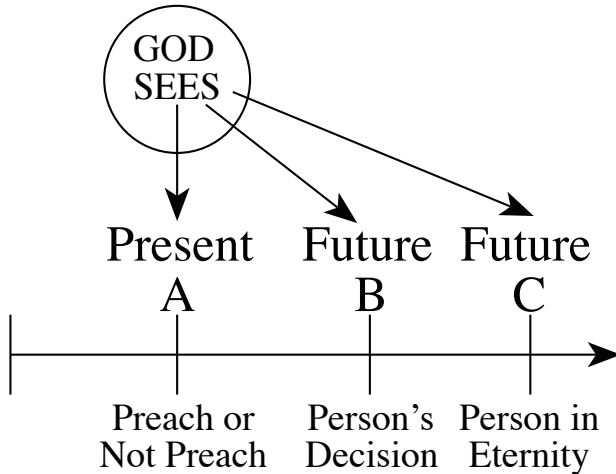 GOD
SEES
Present Future Future
A B C
Preach or Person’s Person in
Not Preach Decision Eternity